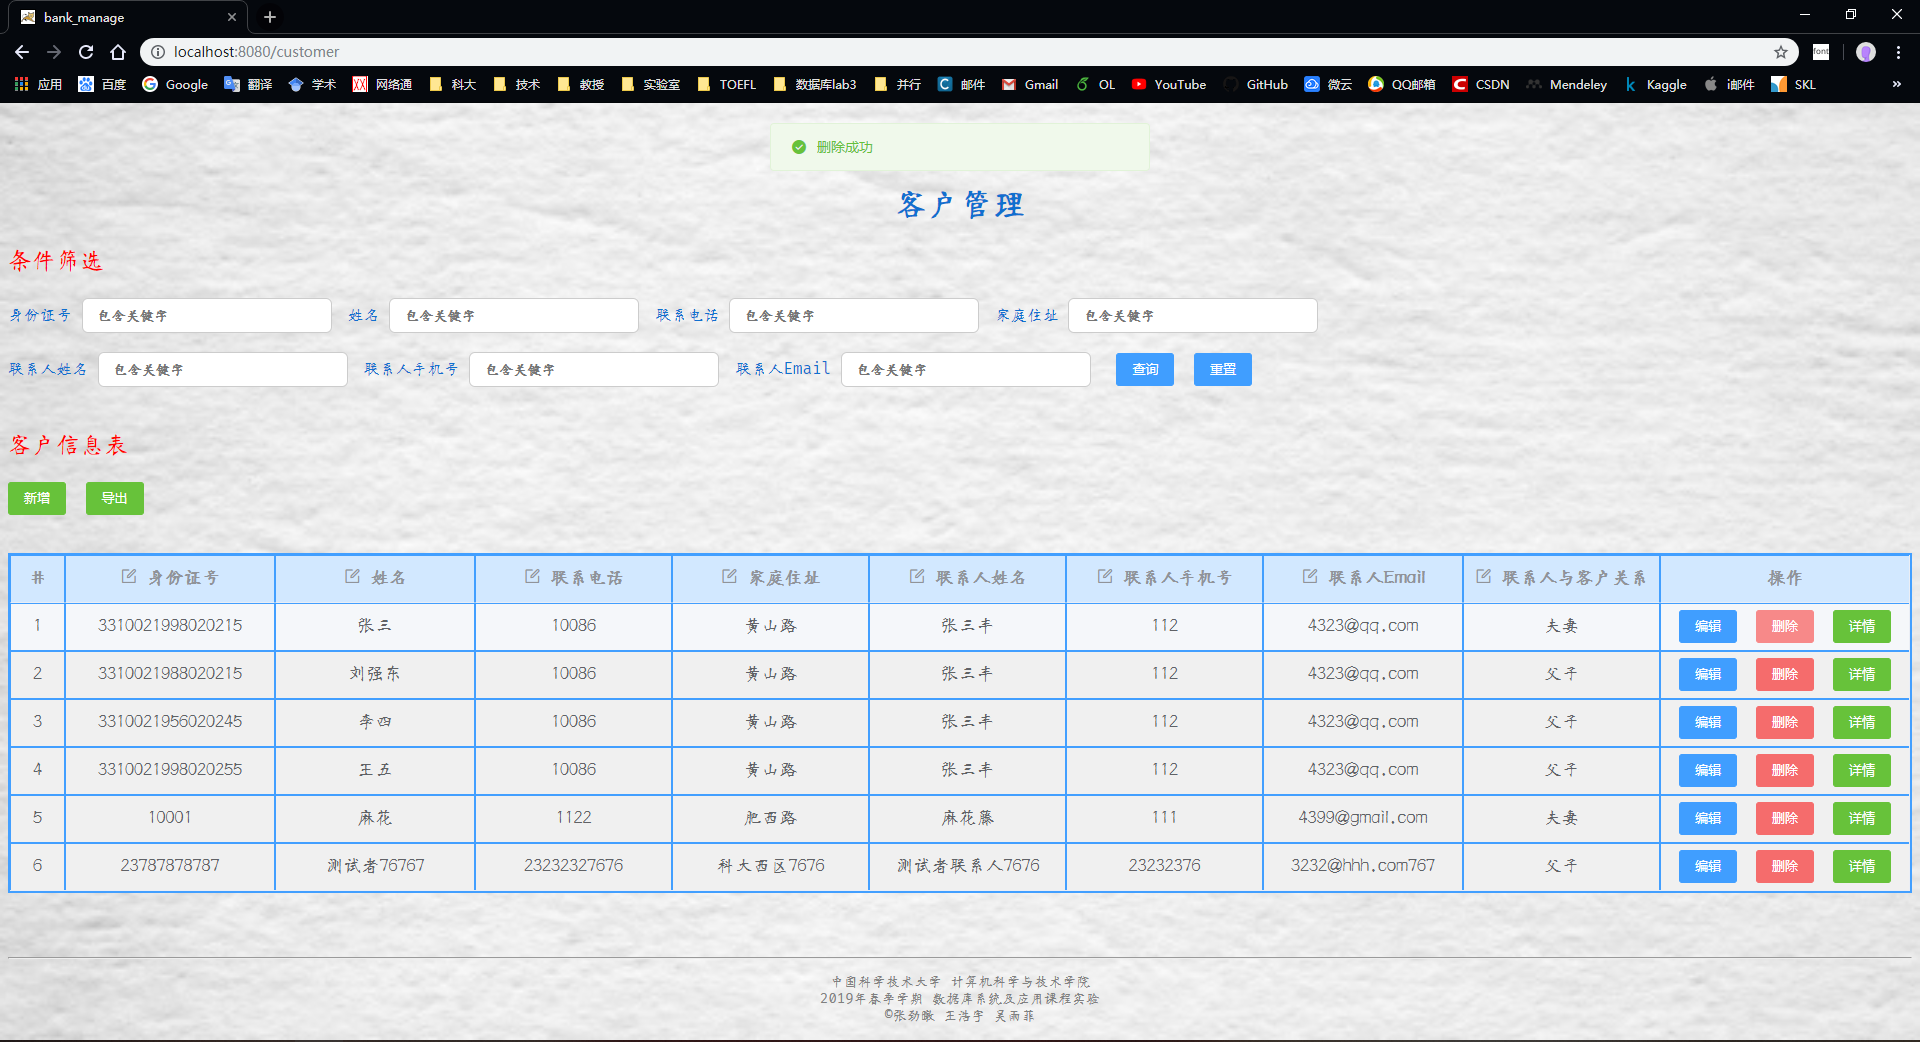 bank_manage
localhost:8080/customer
font
应用 百度 Google 翻译 学术 网络通 科大 技术 教授 实验室 TOEFL 数据库lab3 并行 邮件 Gmail OL YouTube GitHub 微云 QQ邮箱 CSDN Mendeley Kaggle i邮件 SKL »
删除成功
客户管理
条件筛选
身份证号 包含关键字 姓名 包含关键字 联系电话 包含关键字 家庭住址 包含关键字
联系人姓名 包含关键字 联系人手机号 包含关键字 联系人Email 包含关键字 查询 重置
客户信息表
新增 导出
# 身份证号 姓名 联系电话 家庭住址 联系人姓名 联系人手机号 联系人Email 联系人与客户关系 操作
1 3310021998020215 张三 10086 黄山路 张三丰 112 4323@qq.com 夫妻 编辑 删除 详情
2 3310021988020215 刘强东 10086 黄山路 张三丰 112 4323@qq.com 父子 编辑 删除 详情
3 3310021956020245 李四 10086 黄山路 张三丰 112 4323@qq.com 父子 编辑 删除 详情
4 3310021998020255 王五 10086 黄山路 张三丰 112 4323@qq.com 父子 编辑 删除 详情
5 10001 麻花 1122 肥西路 麻花藤 111 4399@gmail.com 夫妻 编辑 删除 详情
6 23787878787 测试者76767 23232327676 科大西区7676 测试者联系人7676 23232376 3232@hhh.com767 父子 编辑 删除 详情
中国科学技术大学 计算机科学与技术学院
2019年春季学期 数据库系统及应用课程实验
©张劲暾 王浩宇 吴雨菲